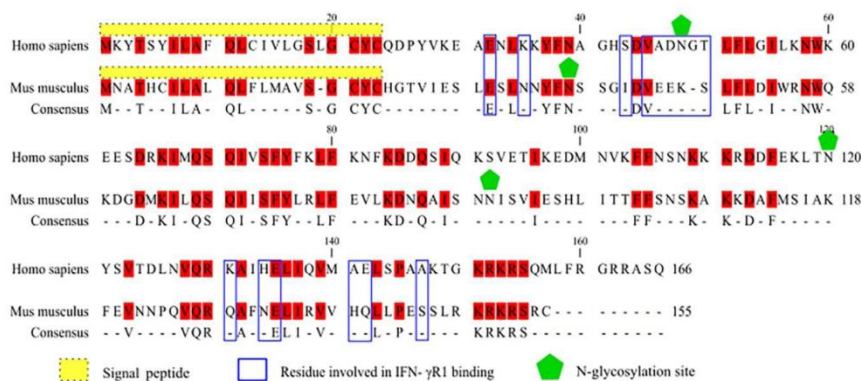 20 40 60
Homo sapiens MKYTSYILAF QLCIVLGSLG CYCQDPYVKE AENLKKYFNA GHSDVADNGT LFLGILKNWK 60
Mus musculus MNATHCILAL QLFLMAVS-G CYCHGTVIES LESLNNYFNS SGIDVEEK-S LFLDIWRNWK 58
Consensus M--T--ILA- QL-----S-G CYC------- -E-L--YFN- ---DV----- LFL-I--NW-
80 100 120
Homo sapiens EESDRKIMQS QIVSFYFKLF KNFKDDQSIQ KSVETIKEDM NVKFFNSNKK KRDDFEKLTN 120
Mus musculus KDGDMKILQS QIISFYLRLF EVLKDNQAIS NNISVIESHL ITTFFSNSKA KKDAFMSIAK 118
Consensus ---D-KI-QS QI-SFY--LF ---KD-Q-I- -----I---- ---FF---K- K-D-F-----
140 160
Homo sapiens YSVTDLNVQR KAIHELIQVM AELSPAAKTG KRKRSQMLFR GRRASQ 166
Mus musculus FEVNNPQVQR QAFNELIRVV HQLLPESSLR KRKRSRC--- ------ 155
Consensus --V----VQR -A--ELI-V- --L-P----- KRKRS----- ------
Signal peptide Residue involved in IFN- γR1 binding N-glycosylation site